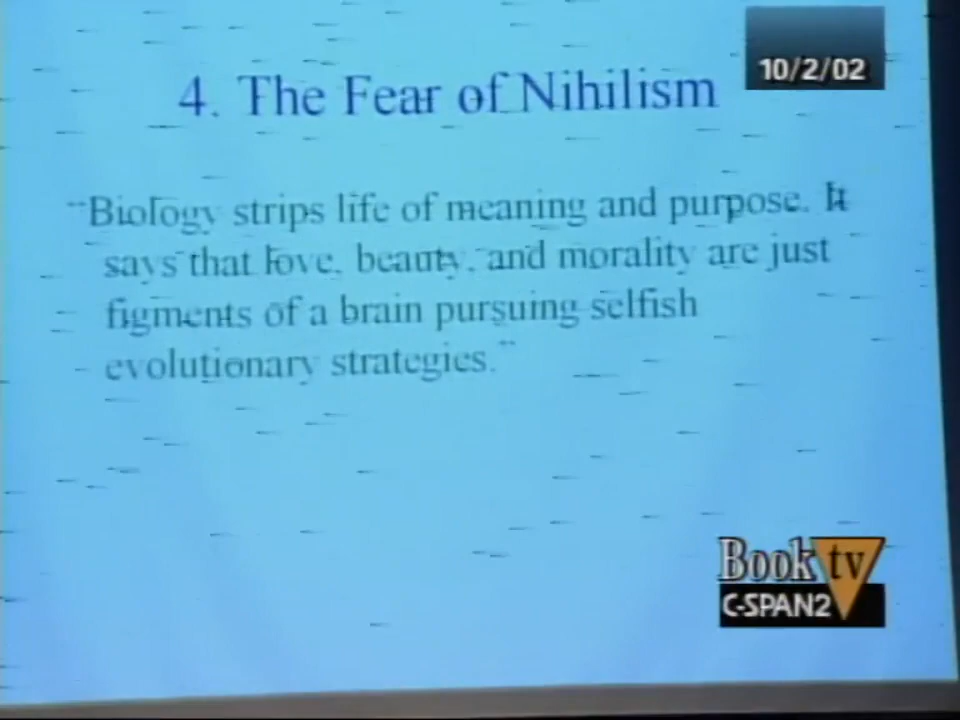 10/2/02
4. The Fear of Nihilism
"Biology strips life of meaning and purpose. It
says that love, beauty, and morality are just
figments of a brain pursuing selfish
evolutionary strategies."
Book tv
C-SPAN2